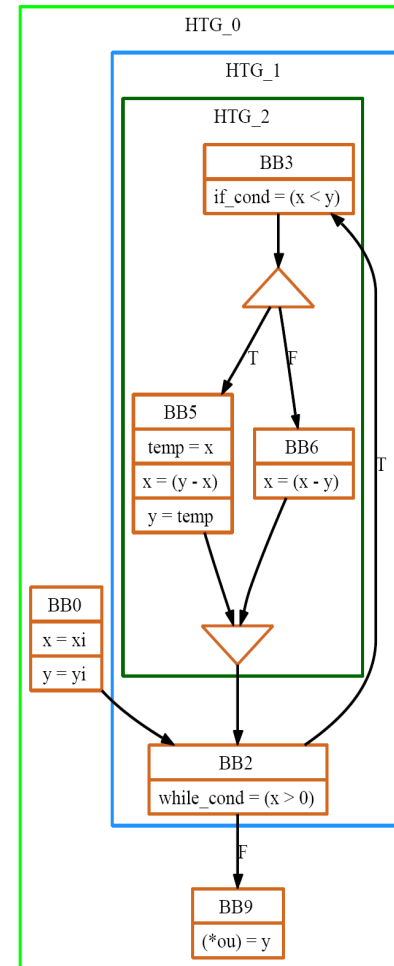 HTG_0
HTG_1
HTG_2
BB3
if_cond = (x < y)
T
F
BB5
temp = x
x = (y - x)
y = temp
BB6
x = (x - y)
T
BB0
x = xi
y = yi
BB2
while_cond = (x > 0)
F
BB9
(*ou) = y